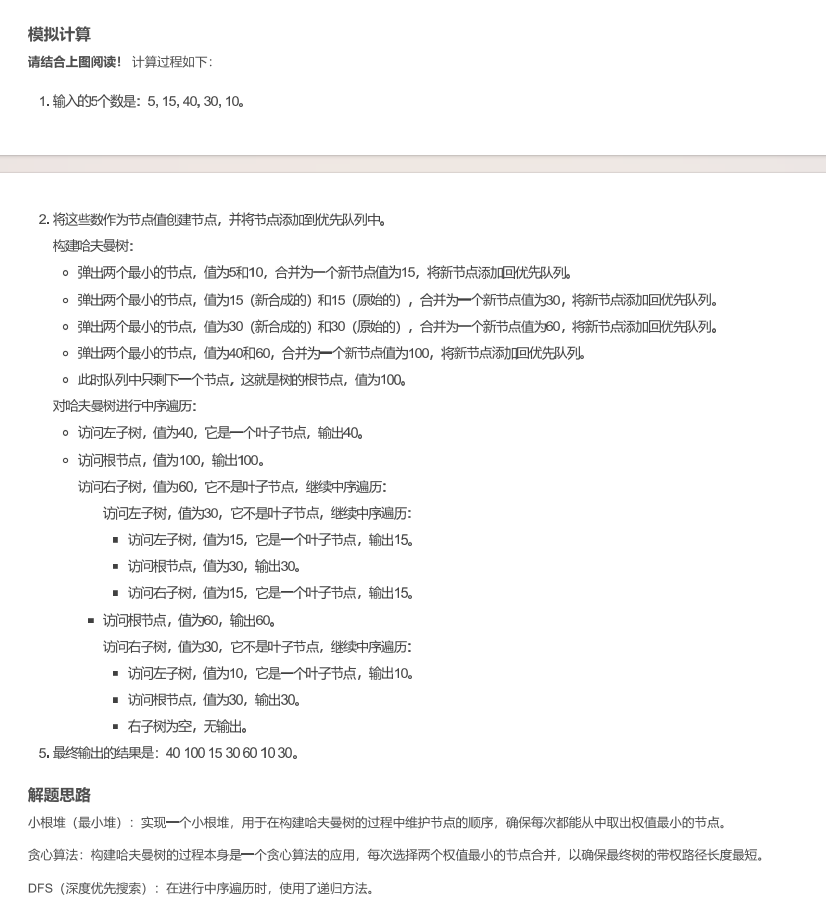 模拟计算
请结合上图阅读！ 计算过程如下：
1. 输入的5个数是：5, 15, 40, 30, 10。
2. 将这些数作为节点值创建节点，并将节点添加到优先队列中。
构建哈夫曼树：
弹出两个最小的节点，值为5和10，合并为一个新节点值为15，将新节点添加回优先队列。
弹出两个最小的节点，值为15（新合成的）和15（原始的），合并为一个新节点值为30，将新节点添加回优先队列。
弹出两个最小的节点，值为30（新合成的）和30（原始的），合并为一个新节点值为60，将新节点添加回优先队列。
弹出两个最小的节点，值为40和60，合并为一个新节点值为100，将新节点添加回优先队列。
此时队列中只剩下一个节点，这就是树的根节点，值为100。
对哈夫曼树进行中序遍历：
访问左子树，值为40，它是一个叶子节点，输出40。
访问根节点，值为100，输出100。
访问右子树，值为60，它不是叶子节点，继续中序遍历：
访问左子树，值为30，它不是叶子节点，继续中序遍历：
访问左子树，值为15，它是一个叶子节点，输出15。
访问根节点，值为30，输出30。
访问右子树，值为15，它是一个叶子节点，输出15。
访问根节点，值为60，输出60。
访问右子树，值为30，它不是叶子节点，继续中序遍历：
访问左子树，值为10，它是一个叶子节点，输出10。
访问根节点，值为30，输出30。
右子树为空，无输出。
5. 最终输出的结果是：40 100 15 30 60 10 30。
解题思路
小根堆（最小堆）：实现一个小根堆，用于在构建哈夫曼树的过程中维护节点的顺序，确保每次都能从中取出权值最小的节点。
贪心算法：构建哈夫曼树的过程本身是一个贪心算法的应用，每次选择两个权值最小的节点合并，以确保最终树的带权路径长度最短。
DFS（深度优先搜索）：在进行中序遍历时，使用了递归方法。